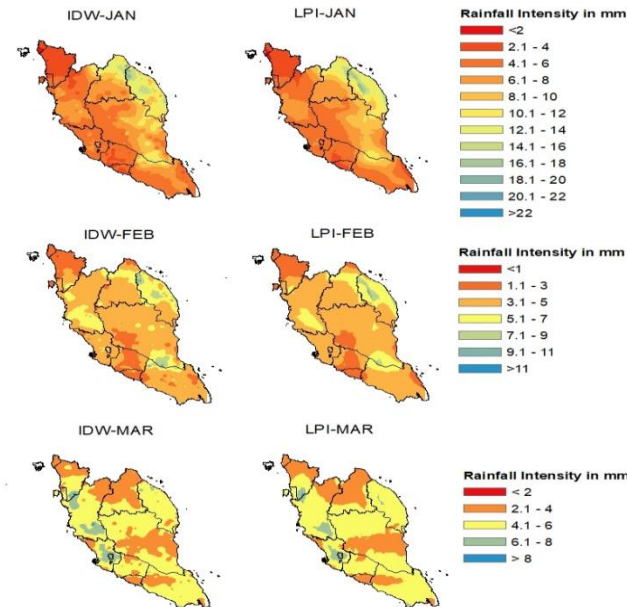 IDW-JAN
LPI-JAN
Rainfall Intensity in mm
<2
2.1 - 4
4.1 - 6
6.1 - 8
8.1 - 10
10.1 - 12
12.1 - 14
14.1 - 16
16.1 - 18
18.1 - 20
20.1 - 22
>22
IDW-FEB
LPI-FEB
Rainfall Intensity in mm
<1
1.1 - 3
3.1 - 5
5.1 - 7
7.1 - 9
9.1 - 11
>11
IDW-MAR
LPI-MAR
Rainfall Intensity in mm
< 2
2.1 - 4
4.1 - 6
6.1 - 8
> 8